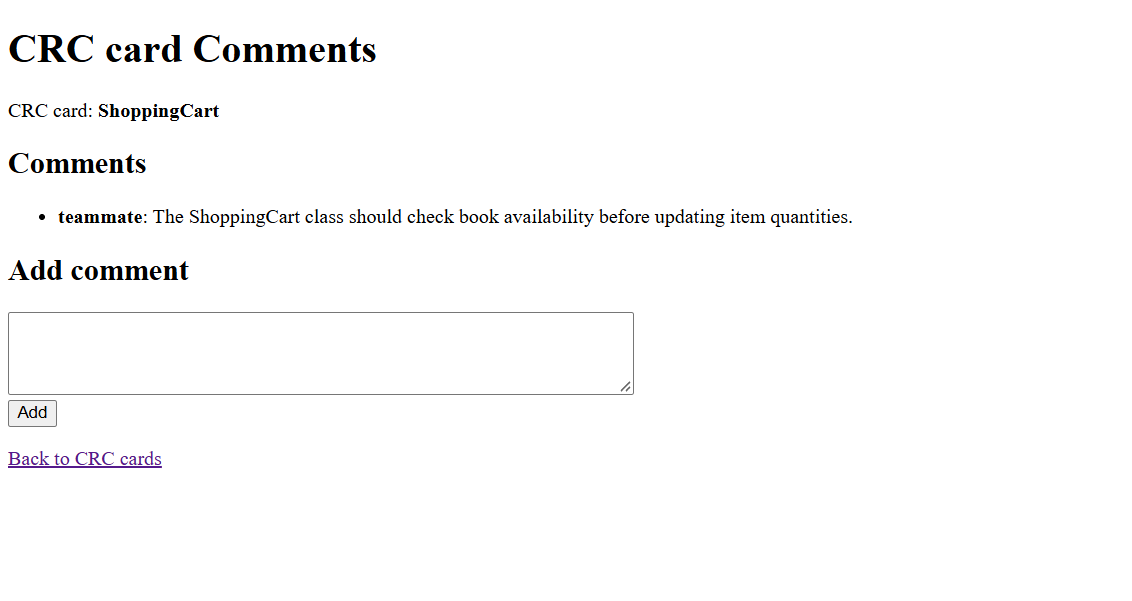 CRC card Comments
CRC card: ShoppingCart
Comments
teammate: The ShoppingCart class should check book availability before updating item quantities.
Add comment
Add
Back to CRC cards